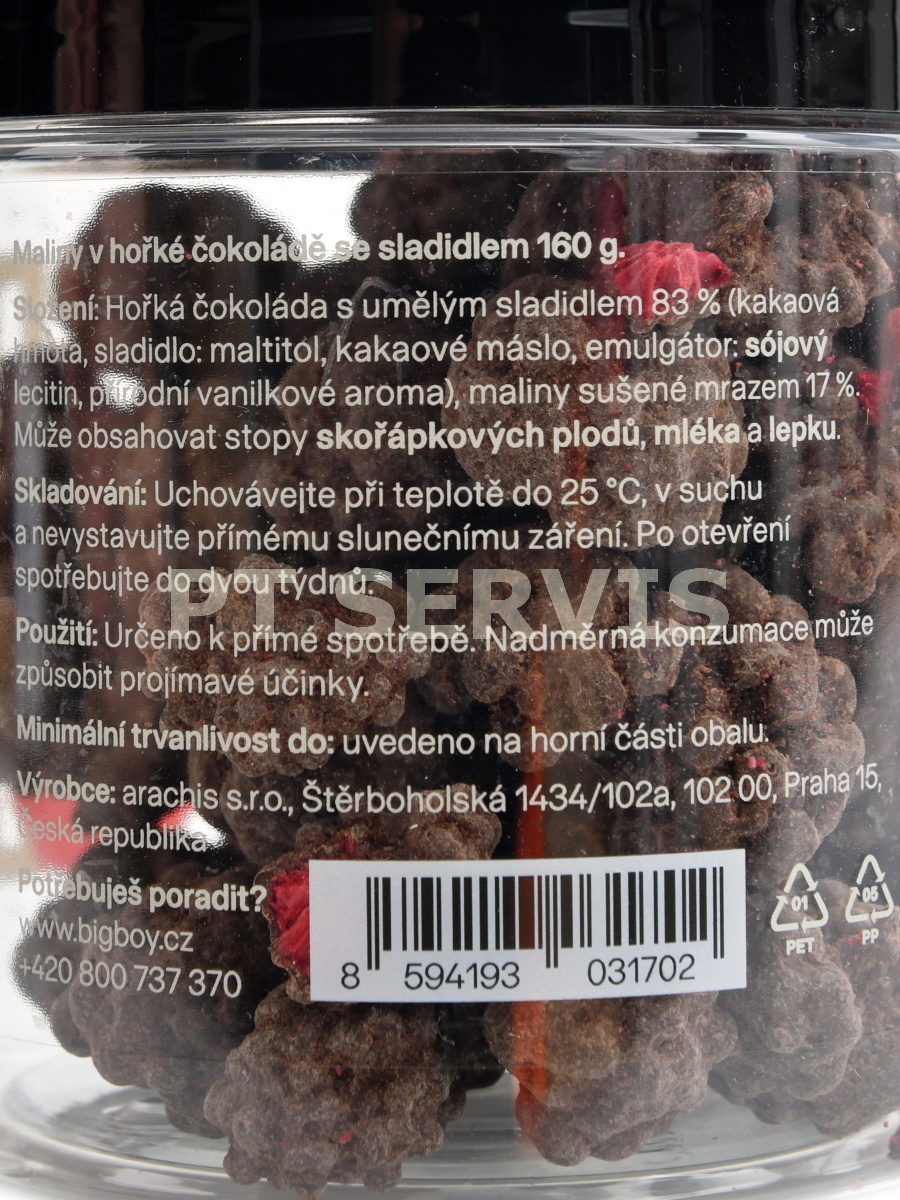 Maliny v hořké čokoládě se sladidlem 160 g.
Složení: Hořká čokoláda s umělým sladidlem 83 % (kakaová
hmota, sladidlo: maltitol, kakaové máslo, emulgátor: sójový
lecitin, přírodní vanilkové aroma), maliny sušené mrazem 17 %.
Může obsahovat stopy skořápkových plodů, mléka a lepku.
Skladování: Uchovávejte při teplotě do 25 °C, v suchu
a nevystavujte přímému slunečnímu záření. Po otevření
spotřebujte do dvou týdnů.
PT SERVIS
Použití: Určeno k přímé spotřebě. Nadměrná konzumace může
způsobit projímavé účinky.
Minimální trvanlivost do: uvedeno na horní části obalu.
Výrobce: arachis s.r.o., Štěrboholská 1434/102a, 102 00, Praha 15,
Česká republika
Potřebuješ poradit?
www.bigboy.cz
+420 800 737 370
8 594193 031702
01 PET
05 PP